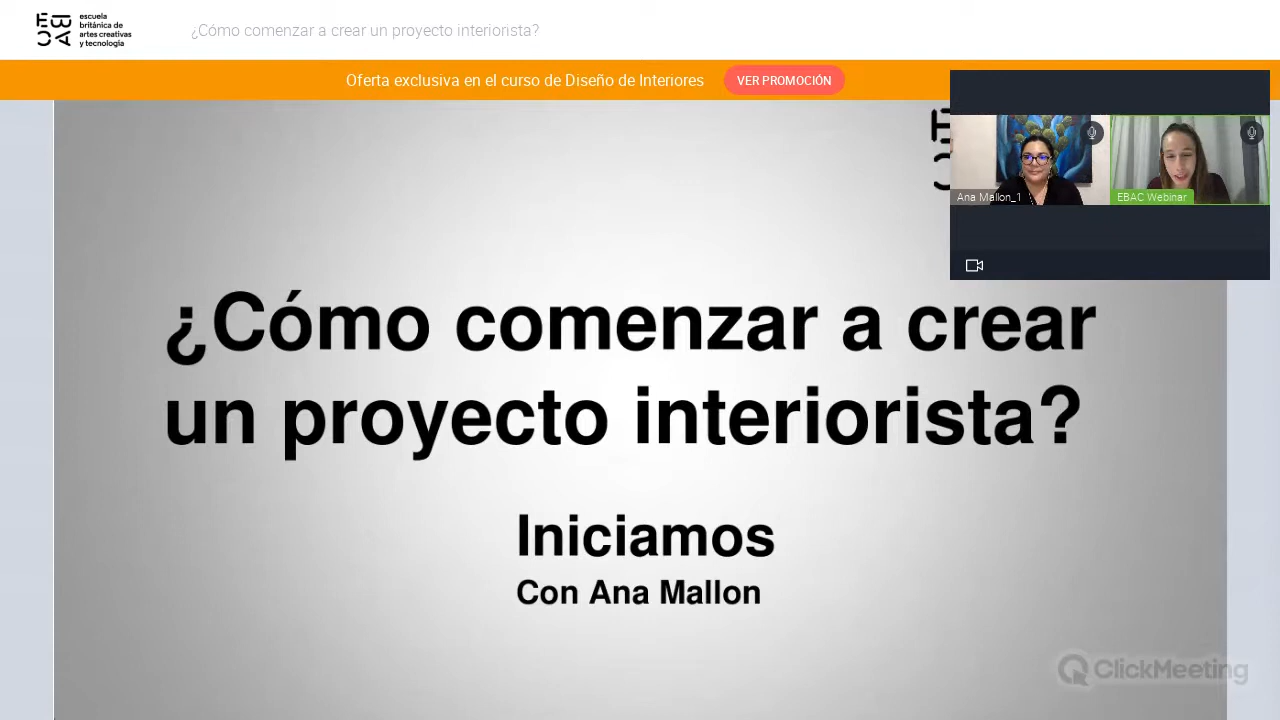 escuela
británica de
artes creativas
y tecnología
EBAC
¿Cómo comenzar a crear un proyecto interiorista?
Oferta exclusiva en el curso de Diseño de Interiores
VER PROMOCIÓN
Ana Mallon_1
EBAC Webinar
¿Cómo comenzar a crear
un proyecto interiorista?
Iniciamos
Con Ana Mallon
ClickMeeting